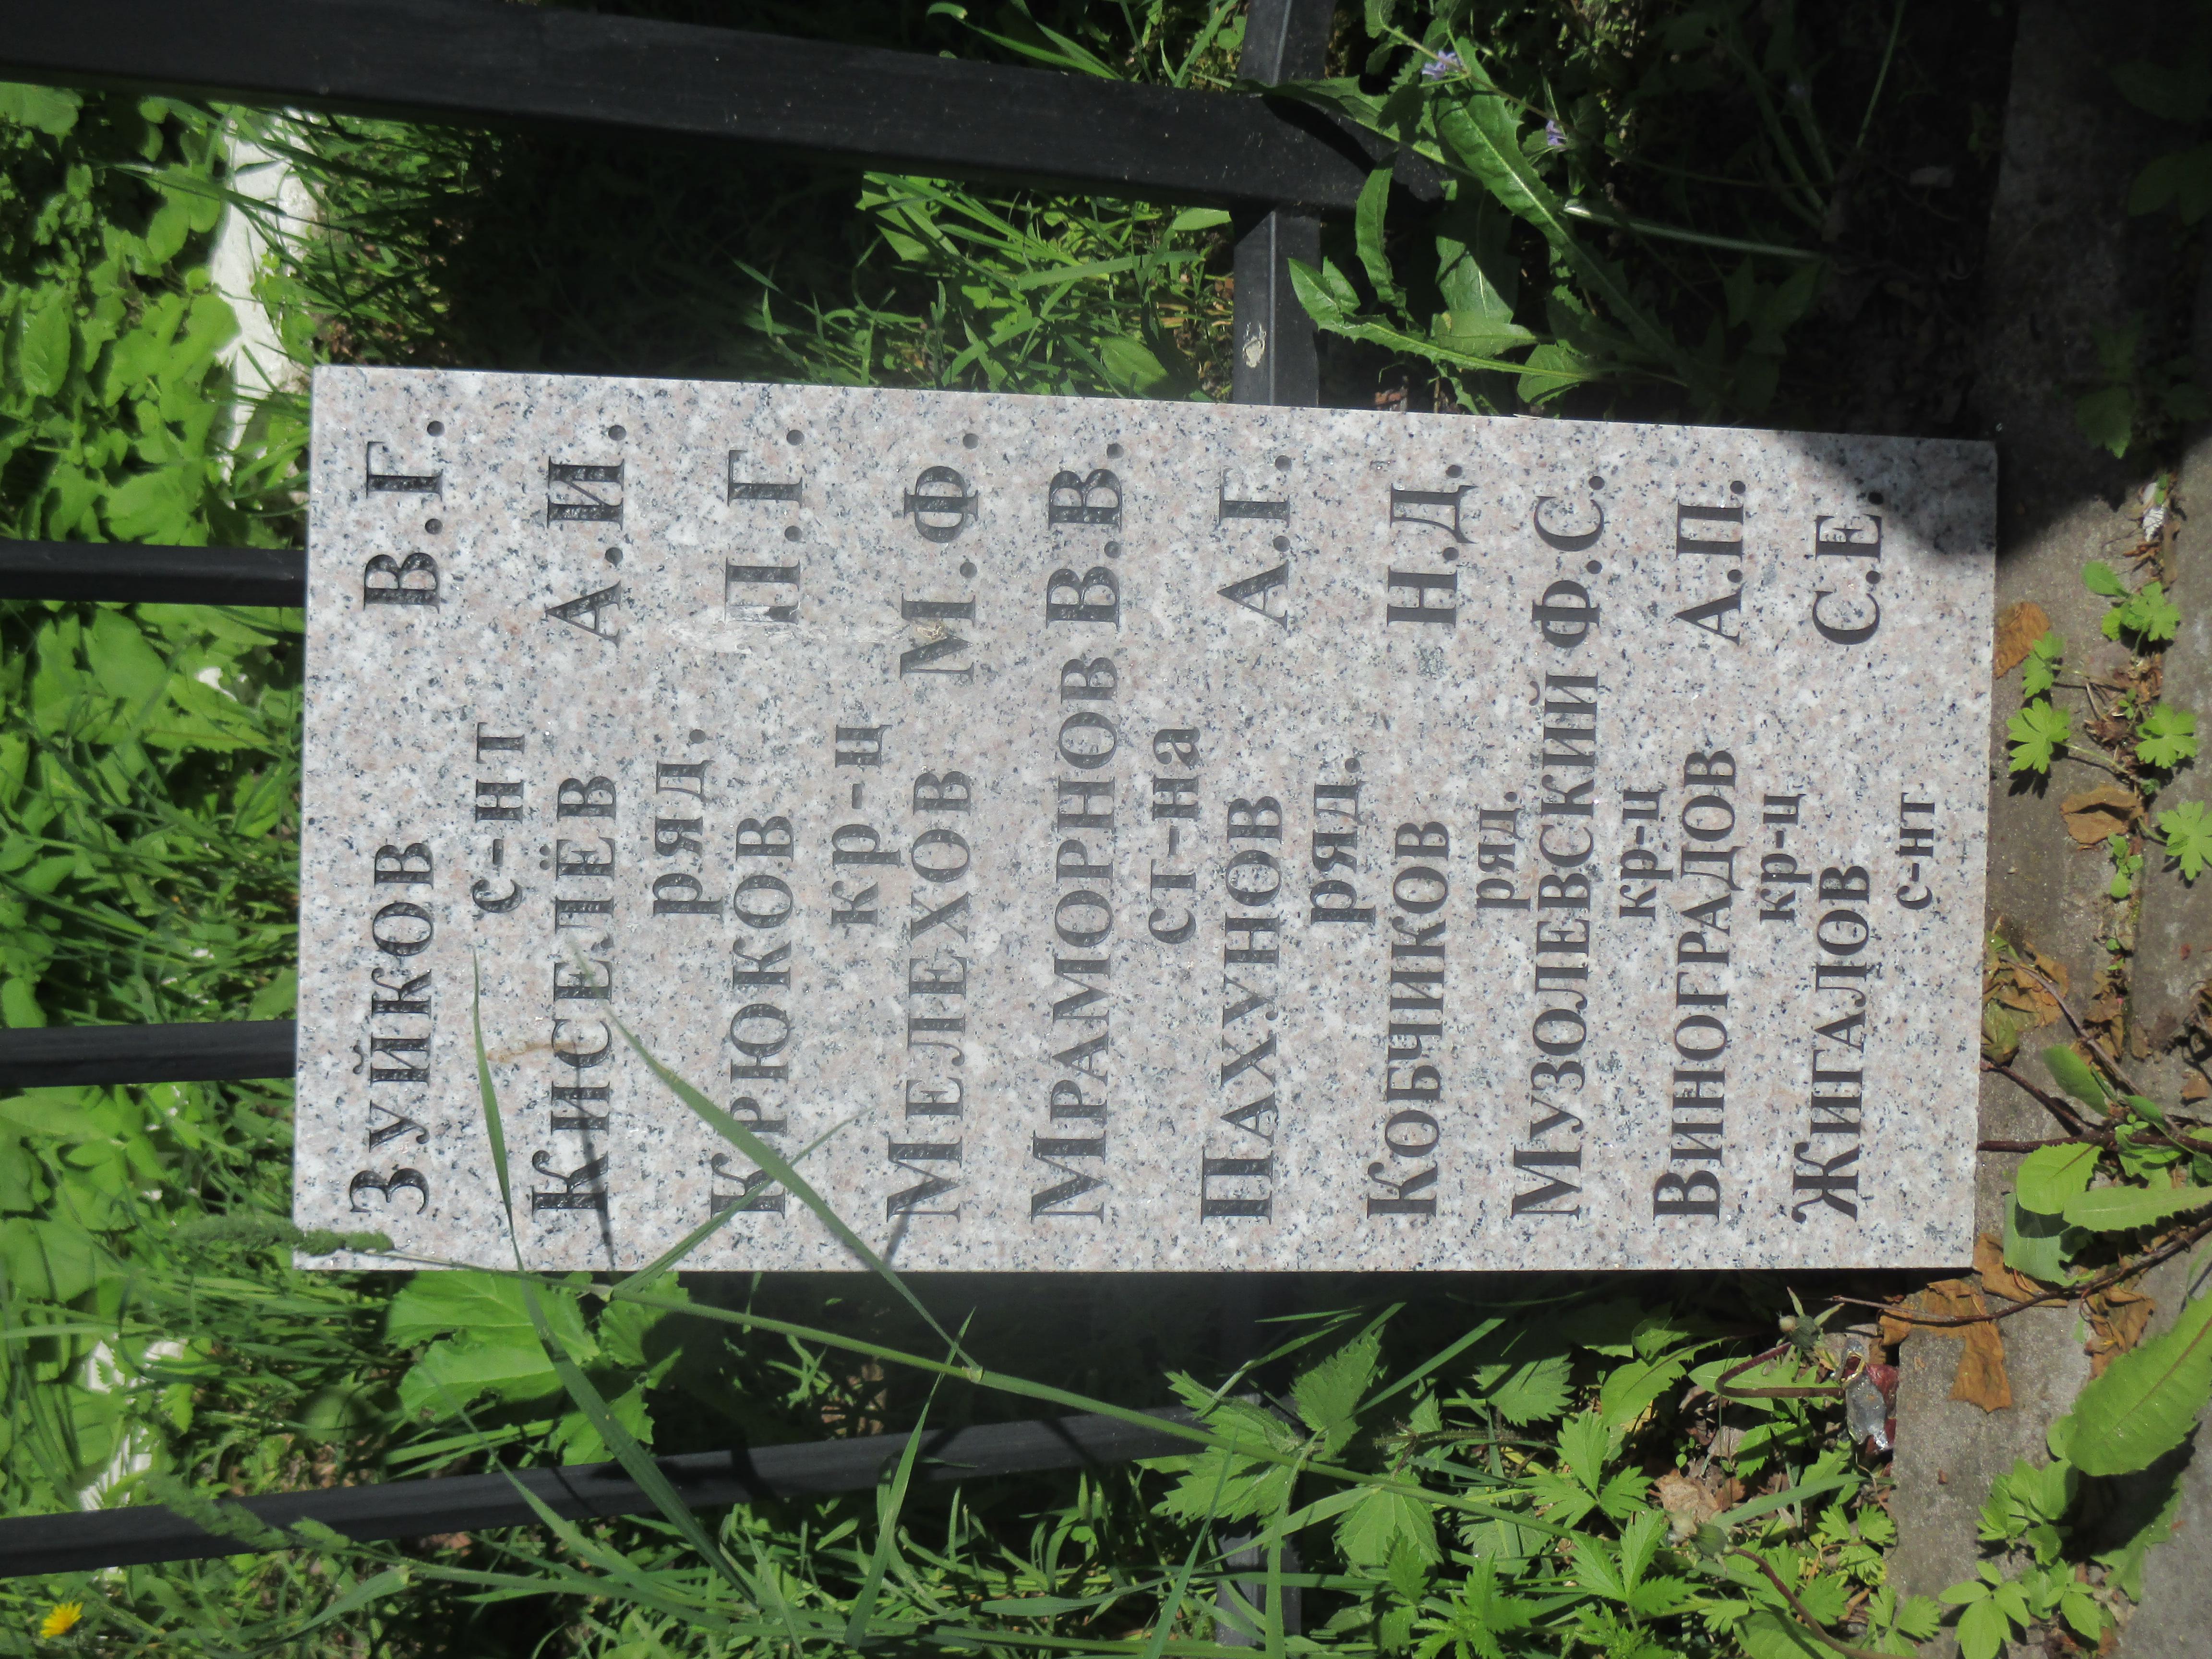 Зуйков В.Г.
с-нт
Киселёв А.И.
ряд.
Крюков П.Г.
кр-ц
Мелехов М.Ф.
Мраморнов В.В.
ст-на
Пахунов А.Г.
ряд.
Кобчиков Н.Д.
ряд.
Музолевский Ф.С.
кр-ц
Виноградов А.П.
кр-ц
Жигалов С.Е.
с-нт